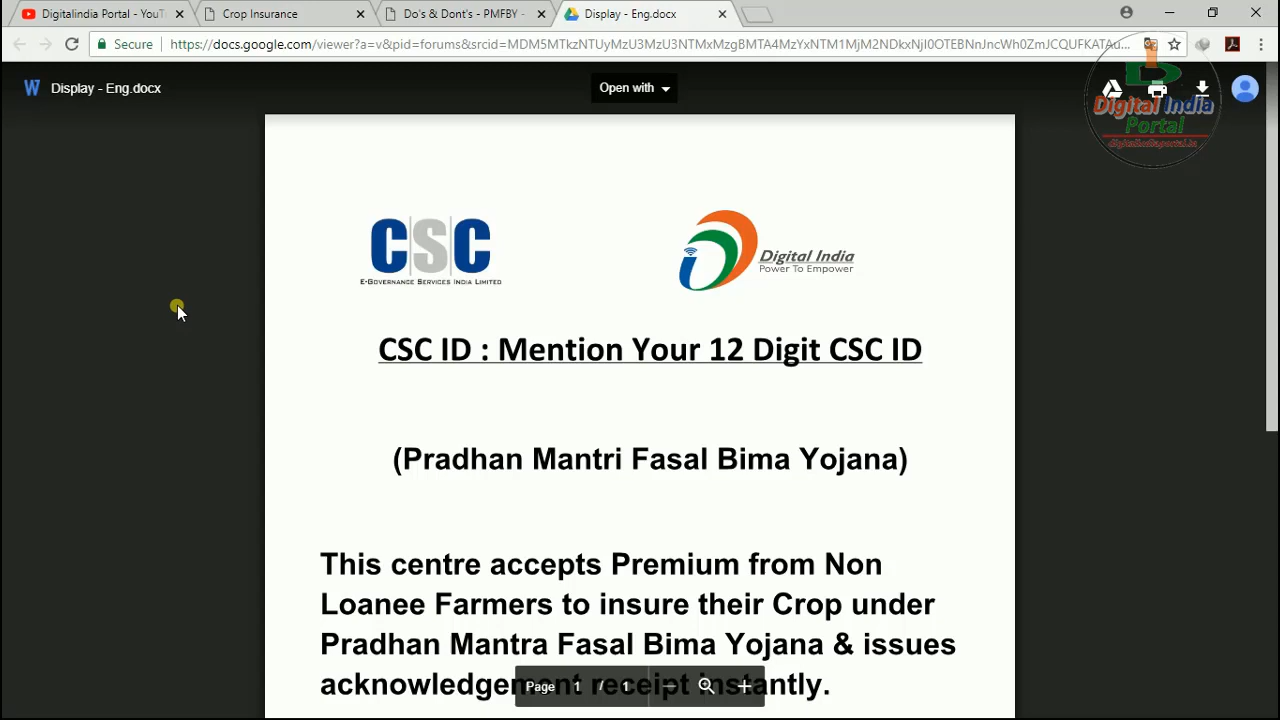 Digitalindia Portal - YouT
Crop Insurance
Do's & Dont's - PMFBY -
Display - Eng.docx
Secure
https://docs.google.com/viewer?a=v&pid=forums&srcid=MDM5MTkzNTUyMzU3MzU3NTMxMzgBMTA4MzYxNTM1MjM2NDkxNjI0OTEBNnJncWh0ZmJCQUFKATAu...
W Display - Eng.docx
Open with
Digital India
Portal
digitalindiaportal.in
CSC
E-Governance Services India Limited
Digital India
Power To Empower
CSC ID : Mention Your 12 Digit CSC ID
(Pradhan Mantri Fasal Bima Yojana)
This centre accepts Premium from Non
Loanee Farmers to insure their Crop under
Pradhan Mantra Fasal Bima Yojana & issues
acknowledgement receipt instantly.
Page 1 / 1